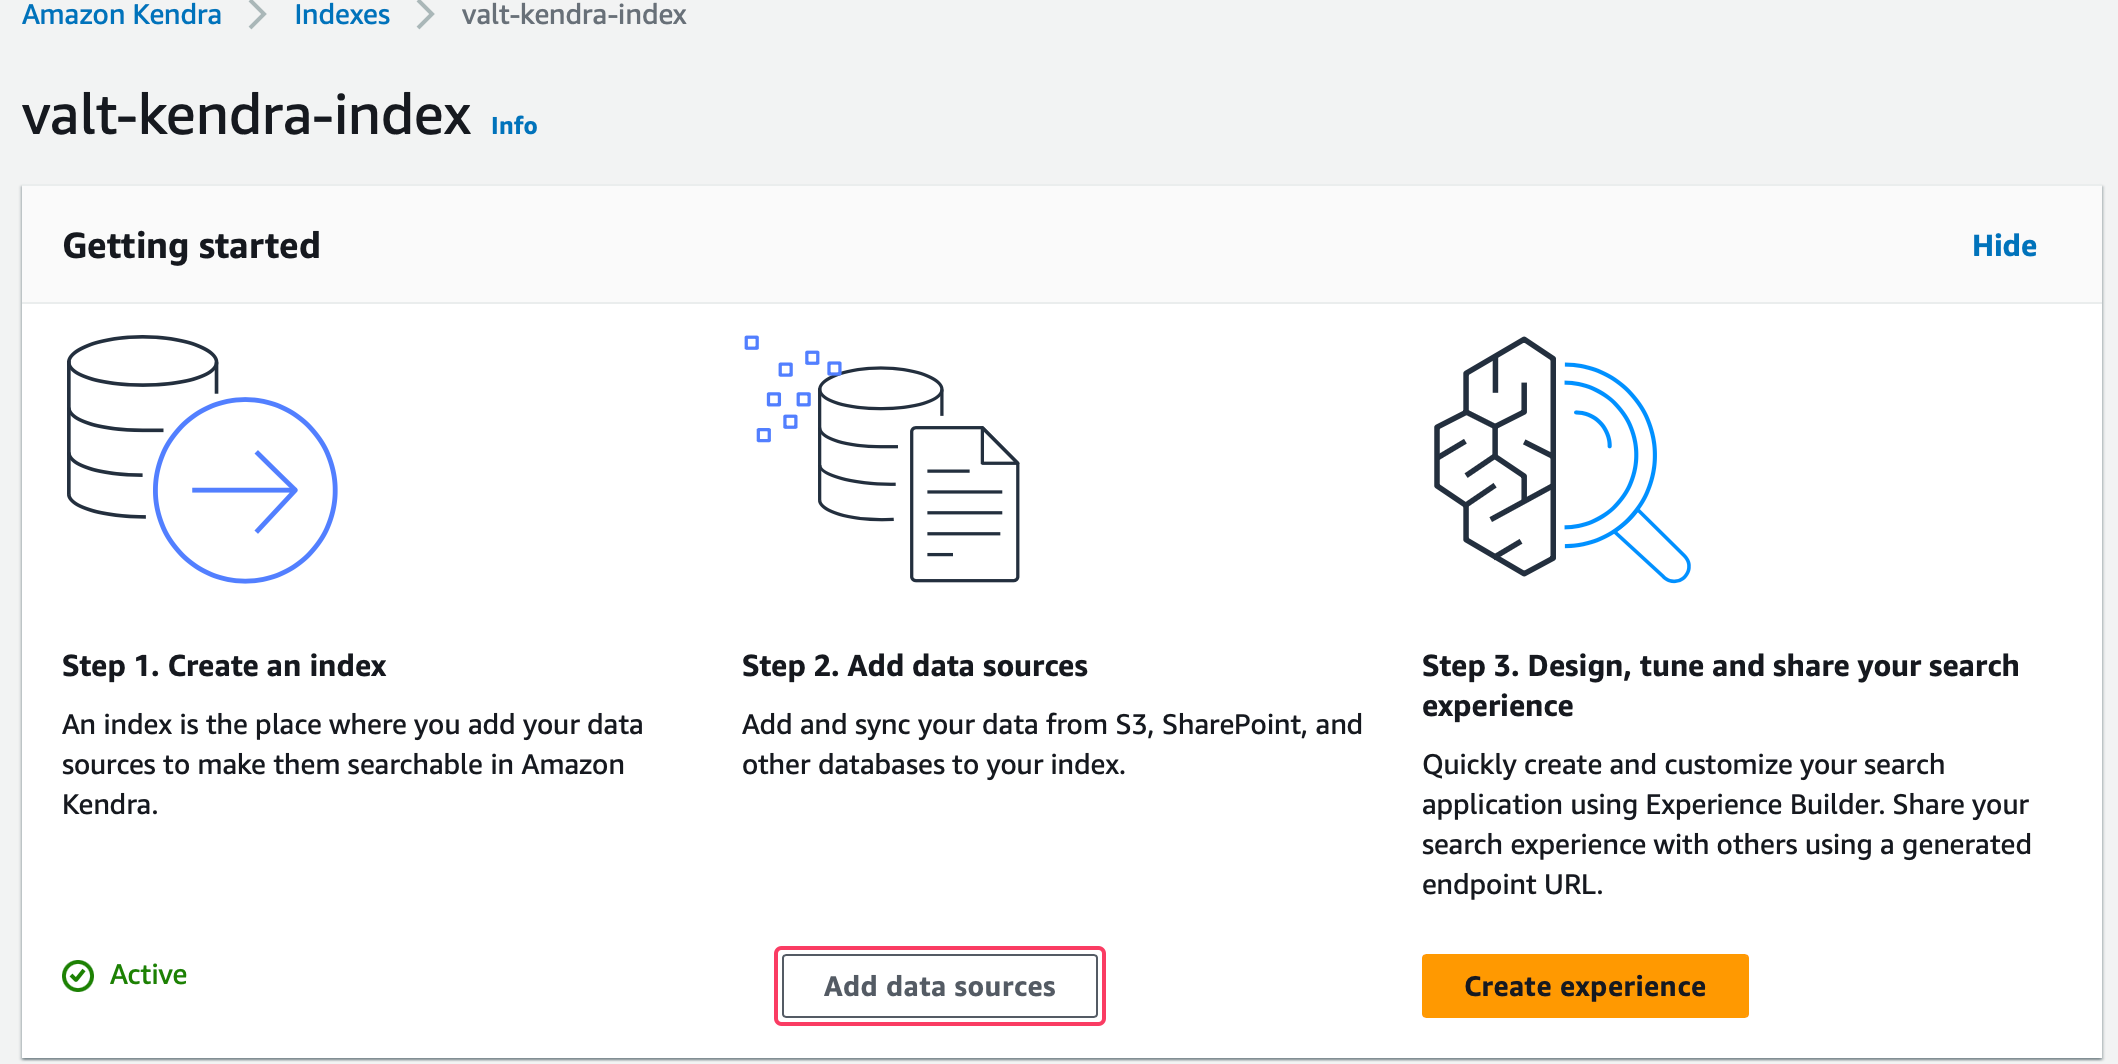 Amazon Kendra > Indexes > valt-kendra-index
valt-kendra-index Info
Getting started
Hide
Step 1. Create an index
An index is the place where you add your data
sources to make them searchable in Amazon
Kendra.
Active
Step 2. Add data sources
Add and sync your data from S3, SharePoint, and
other databases to your index.
Add data sources
Step 3. Design, tune and share your search
experience
Quickly create and customize your search
application using Experience Builder. Share your
search experience with others using a generated
endpoint URL.
Create experience